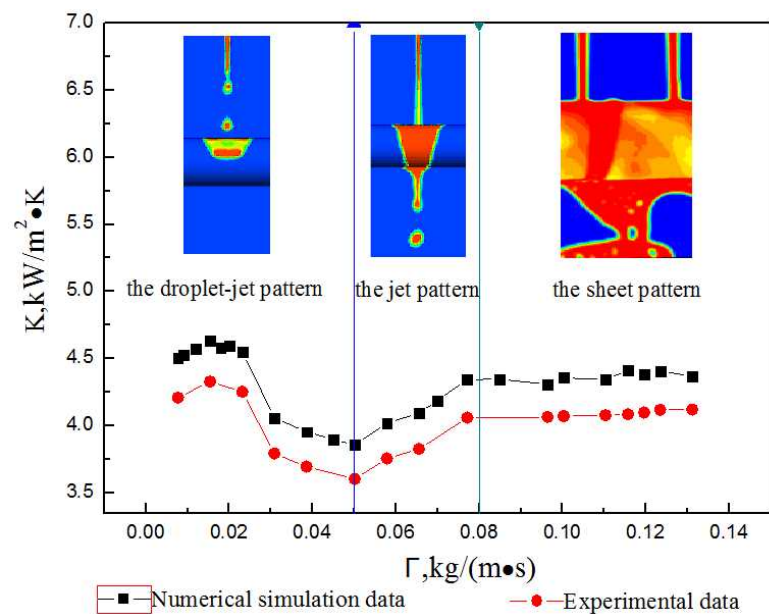 7.0
6.5
6.0
5.5
5.0
4.5
4.0
3.5
K,kW/m²●K
the droplet-jet pattern
the jet pattern
the sheet pattern
0.00 0.02 0.04 0.06 0.08 0.10 0.12 0.14
Γ,kg/(m●s)
Numerical simulation data
Experimental data